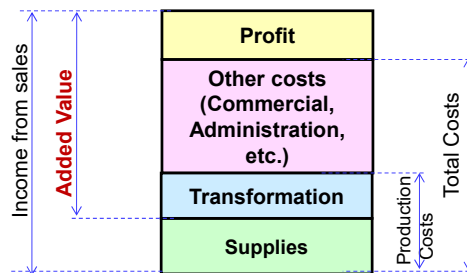 Income from sales
Added Value
Profit
Other costs
(Commercial,
Administration,
etc.)
Transformation
Supplies
Production
Costs
Total Costs